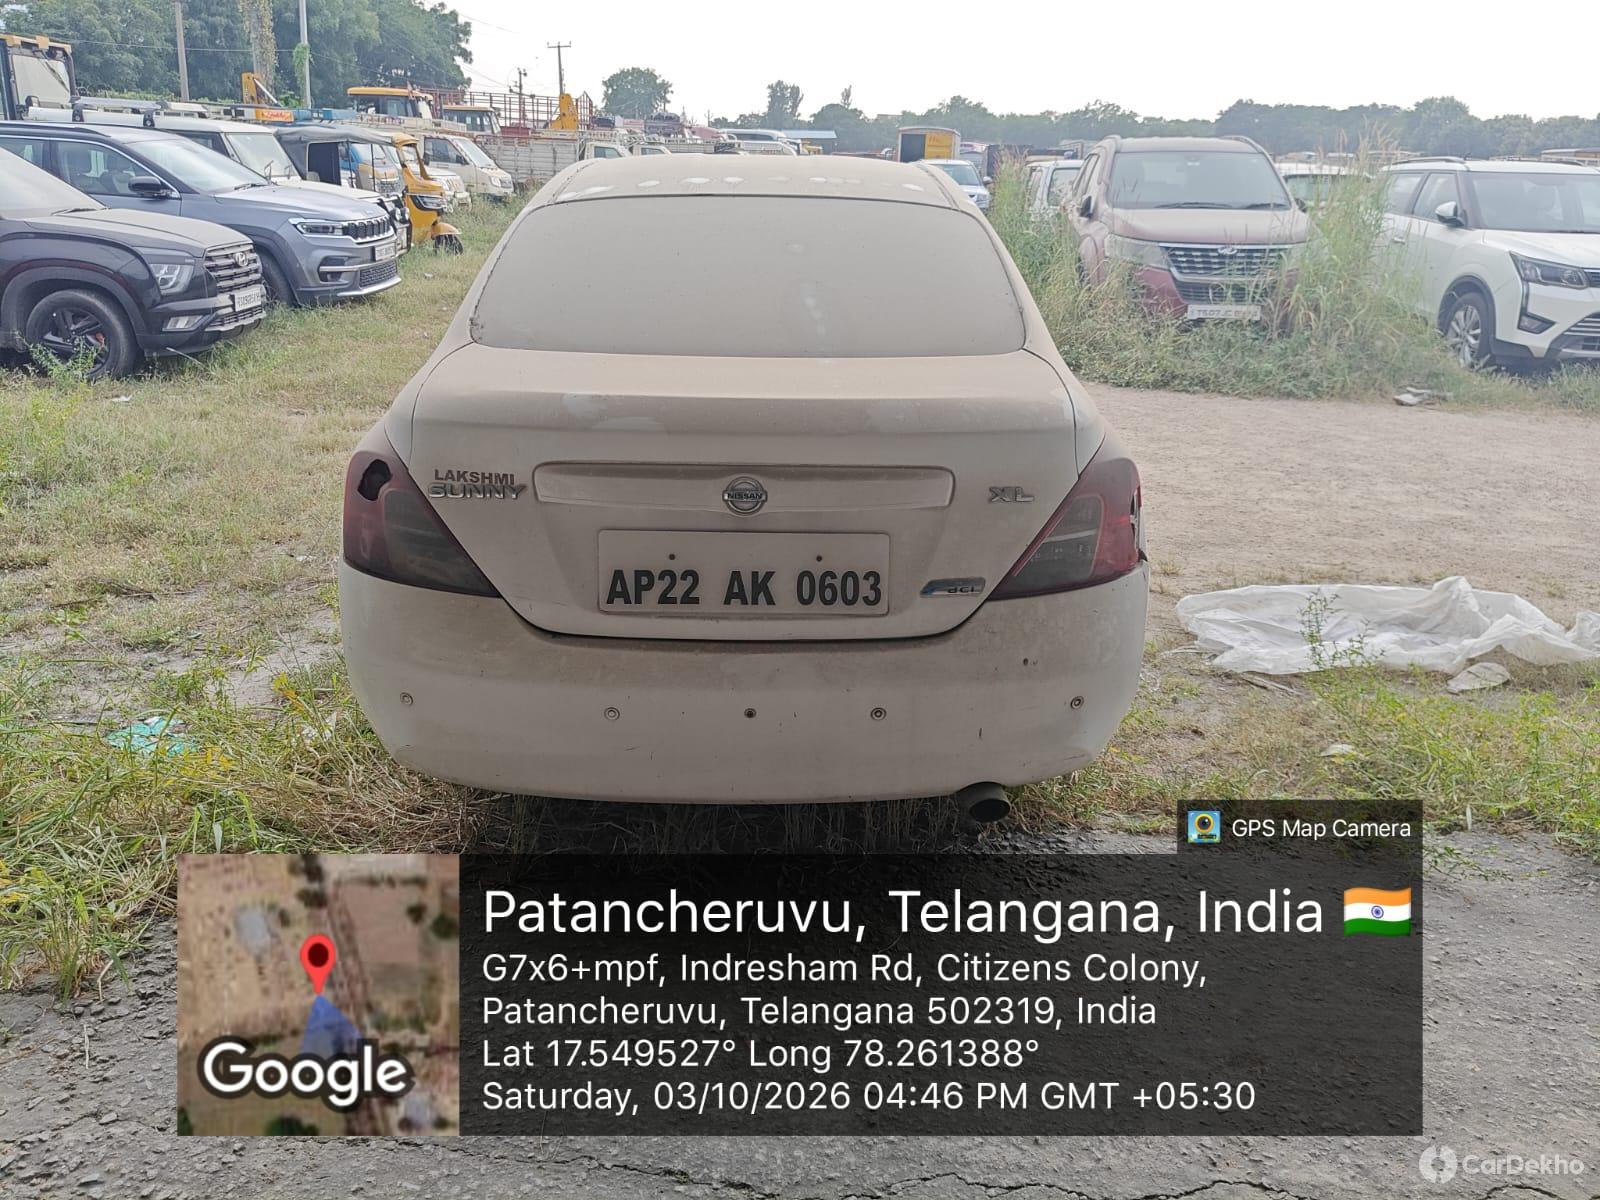 LAKSHMI
SUNNY
NISSAN
XL
AP22 AK 0603
dCi
GPS Map Camera
Patancheruvu, Telangana, India
G7x6+mpf, Indresham Rd, Citizens Colony,
Patancheruvu, Telangana 502319, India
Lat 17.549527° Long 78.261388°
Saturday, 03/10/2026 04:46 PM GMT +05:30
Google
CarDekho